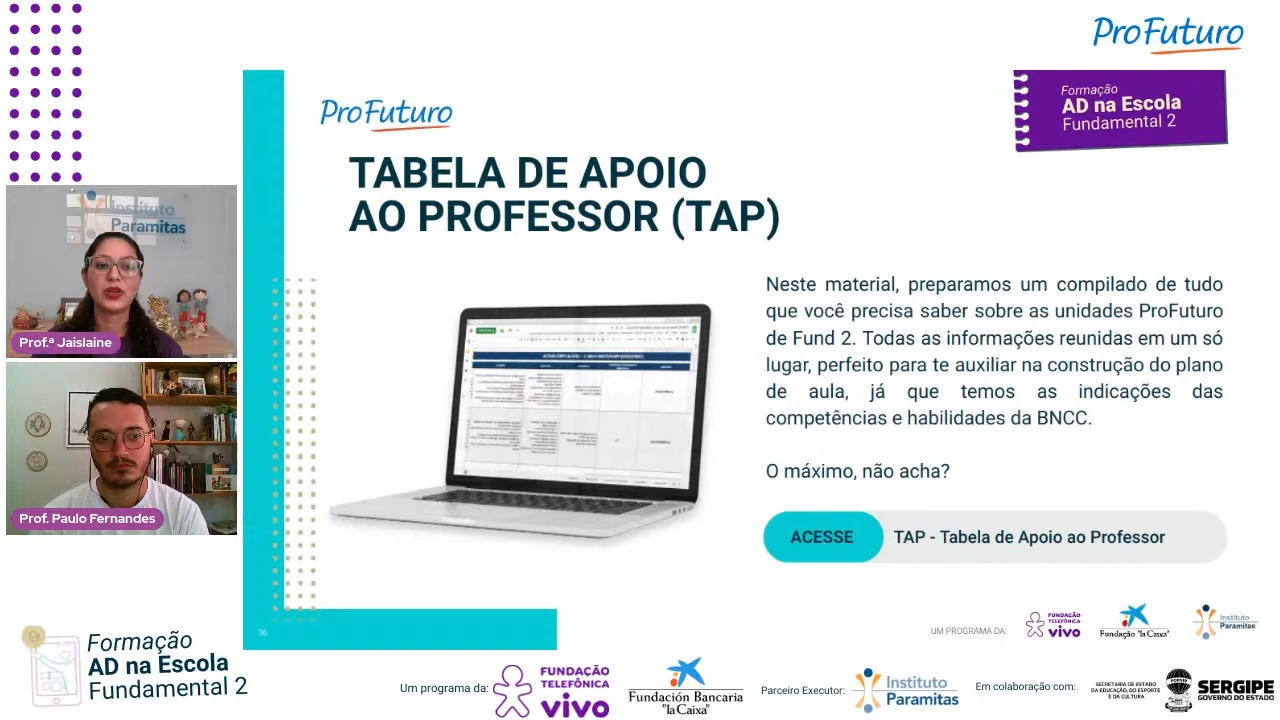 ProFuturo
ProFuturo
Formação
AD na Escola
Fundamental 2
TABELA DE APOIO
AO PROFESSOR (TAP)
Instituto
Paramitas
Prof.ª Jaislaine
Neste material, preparamos um compilado de tudo
que você precisa saber sobre as unidades ProFuturo
de Fund 2. Todas as informações reunidas em um só
lugar, perfeito para te auxiliar na construção do plano
de aula, já que temos as indicações das
competências e habilidades da BNCC.
O máximo, não acha?
Prof. Paulo Fernandes
ACESSE
TAP - Tabela de Apoio ao Professor
36
UM PROGRAMA DA:
FUNDAÇÃO
TELEFÔNICA
vivo
Fundação "la Caixa"
Instituto
Paramitas
Formação
AD na Escola
Fundamental 2
Um programa da:
FUNDAÇÃO
TELEFÔNICA
vivo
Fundación Bancaria
"la Caixa"
Parceiro Executor:
Instituto
Paramitas
Em colaboração com:
SECRETARIA DE ESTADO
DA EDUCAÇÃO, DO ESPORTE
E DA CULTURA
SERGIPE
GOVERNO DO ESTADO